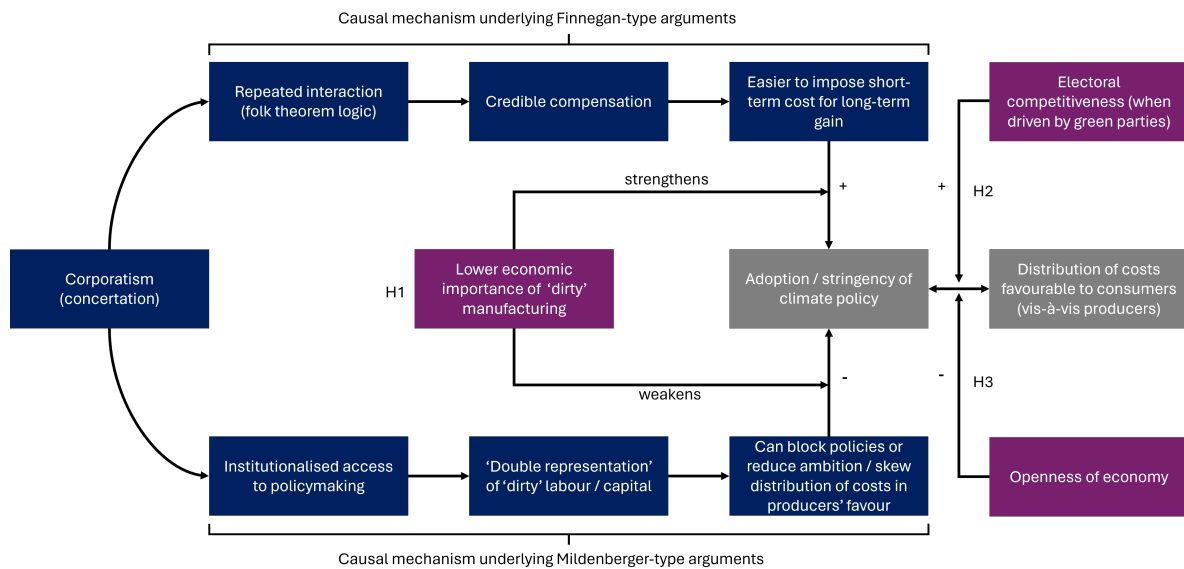 Causal mechanism underlying Finnegan-type arguments
Repeated interaction
(folk theorem logic)
Credible compensation
Easier to impose short-
term cost for long-term
gain
Electoral
competitiveness (when
driven by green parties)
strengthens
+
+
H2
Corporatism
(concertation)
H1
Lower economic
importance of ‘dirty’
manufacturing
Adoption / stringency of
climate policy
Distribution of costs
favourable to consumers
(vis-à-vis producers)
weakens
-
-
H3
Institutionalised access
to policymaking
‘Double representation’
of ‘dirty’ labour / capital
Can block policies or
reduce ambition / skew
distribution of costs in
producers’ favour
Openness of economy
Causal mechanism underlying Mildenberger-type arguments